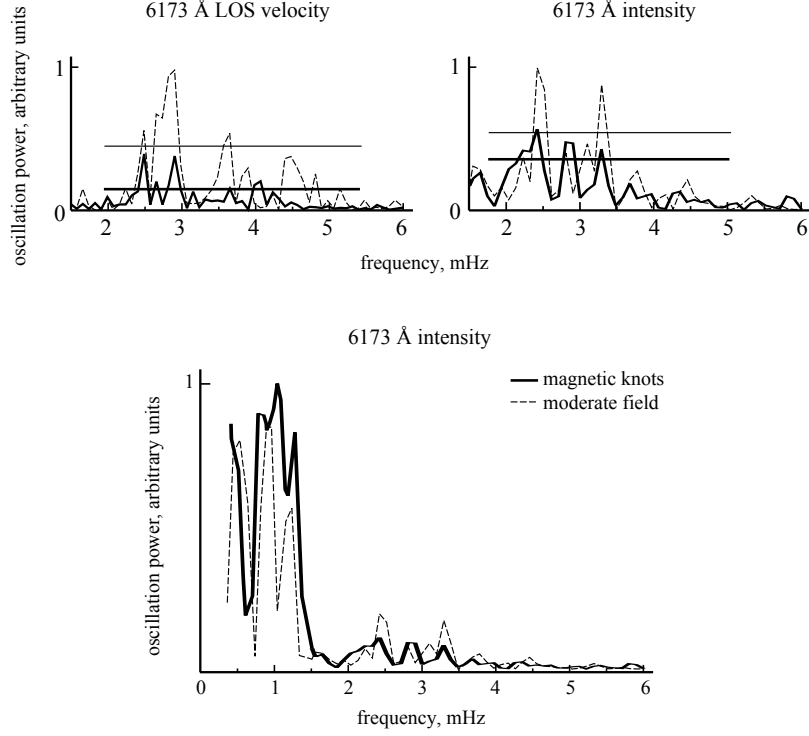 6173 Å LOS velocity
6173 Å intensity
oscillation power, arbitrary units
1
0
2
3
4
5
6
1
0
2
3
4
5
6
frequency, mHz
6173 Å intensity
oscillation power, arbitrary units
1
magnetic knots
moderate field
0
1
2
3
4
5
6
frequency, mHz